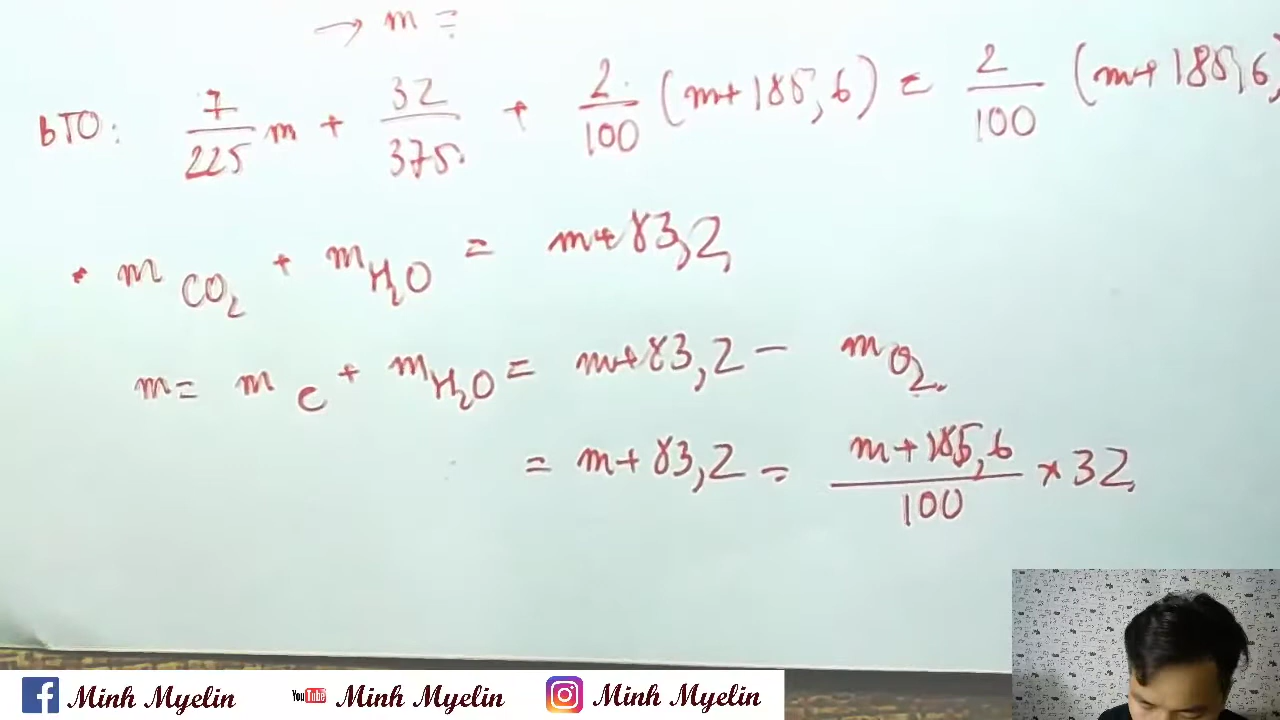 → m =
BTO: 7/225 m + 32/375 + 2/100 (m+185,6) = 2/100 (m+185,6)
* m CO₂ + m H₂O = m+83,2
m = m C + m H₂O = m+83,2 - m O₂
= m+83,2 - (m+185,6)/100 × 32
Minh Myelin YouTube Minh Myelin Minh Myelin